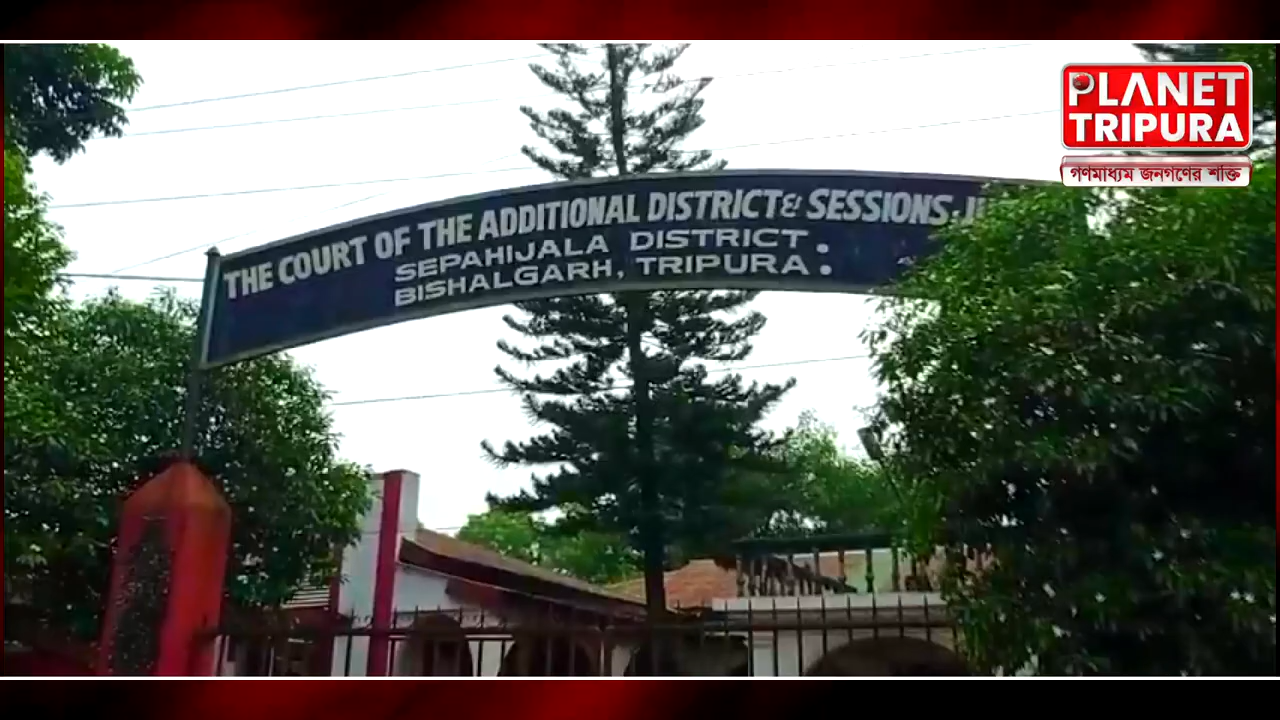 PLANET
TRIPURA
গণমাধ্যম জনগণের শক্তি
THE COURT OF THE ADDITIONAL DISTRICT & SESSIONS
SEPAHIJALA DISTRICT
BISHALGARH, TRIPURA